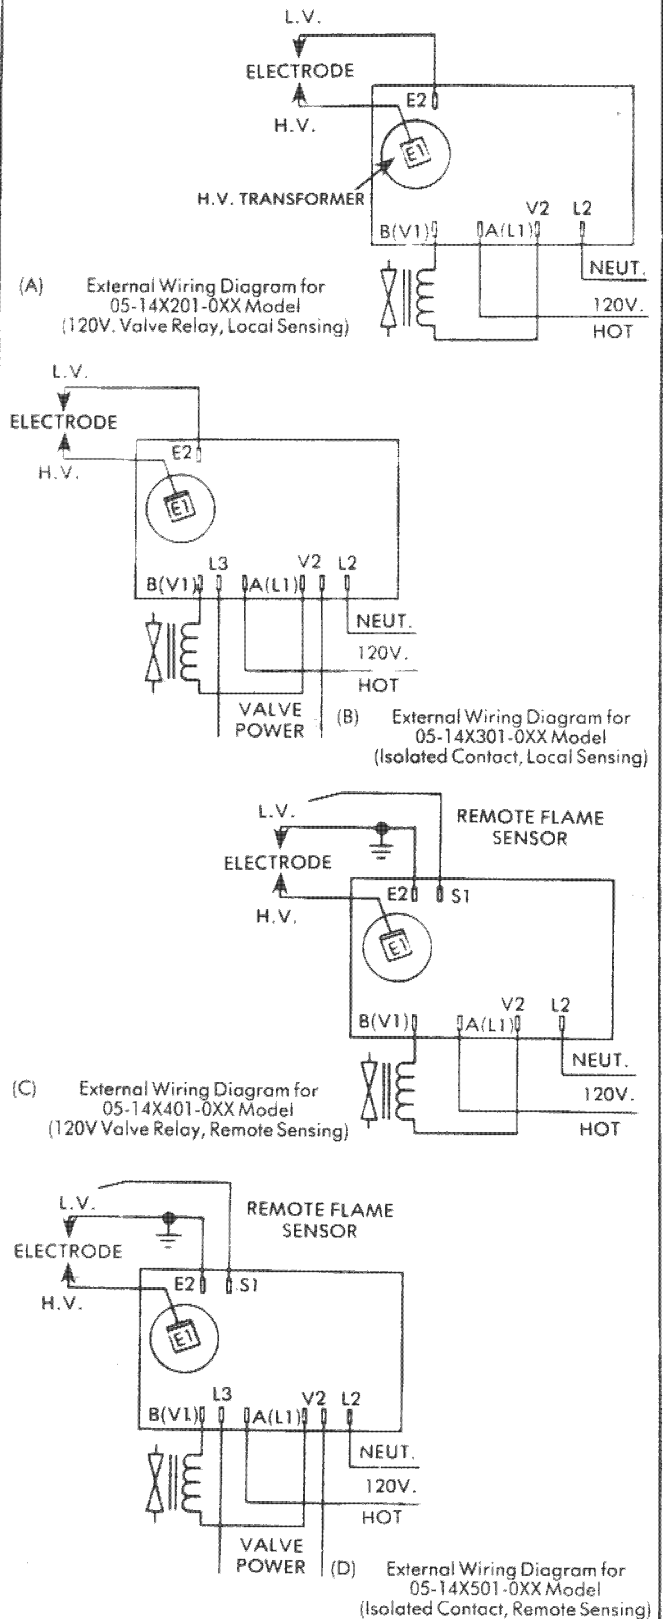 L.V.
ELECTRODE
E2
H.V.
E1
H.V. TRANSFORMER
V2 L2
B(V1) A(L1)
NEUT.
120V.
HOT
(A) External Wiring Diagram for
05-14X201-0XX Model
(120V. Valve Relay, Local Sensing)
L.V.
ELECTRODE
E2
H.V.
E1
L3 V2 L2
B(V1) A(L1)
NEUT.
120V.
HOT
VALVE
POWER
(B) External Wiring Diagram for
05-14X301-0XX Model
(Isolated Contact, Local Sensing)
L.V.
REMOTE FLAME
SENSOR
ELECTRODE
E2 S1
H.V.
E1
V2 L2
B(V1) A(L1)
NEUT.
120V.
HOT
(C) External Wiring Diagram for
05-14X401-0XX Model
(120V Valve Relay, Remote Sensing)
L.V.
REMOTE FLAME
SENSOR
ELECTRODE
E2 S1
H.V.
E1
L3 V2 L2
B(V1) A(L1)
NEUT.
120V.
HOT
VALVE
POWER
(D) External Wiring Diagram for
05-14X501-0XX Model
(Isolated Contact, Remote Sensing)